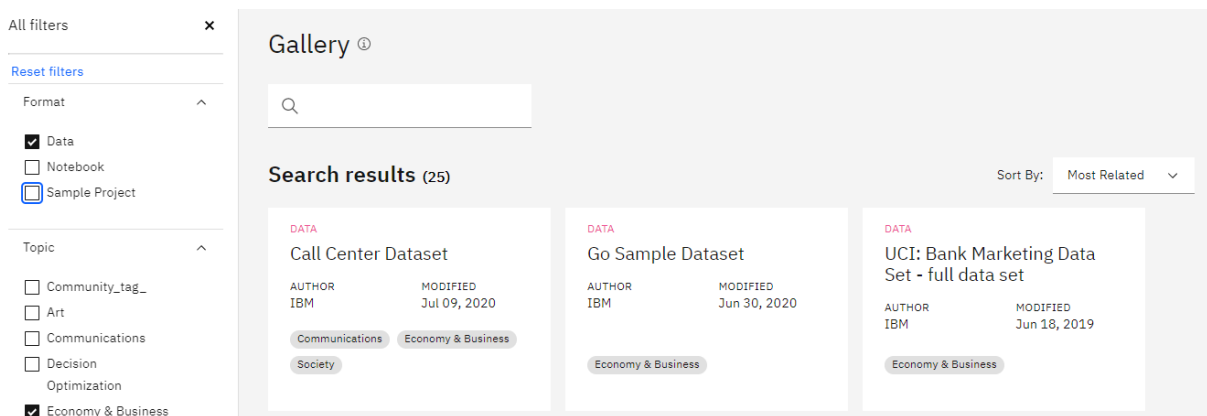 All filters
Reset filters
Format
Data
Notebook
Sample Project
Topic
Community_tag_
Art
Communications
Decision
Optimization
Economy & Business
Gallery
Search results (25)
Sort By: Most Related
DATA
Call Center Dataset
AUTHOR MODIFIED
IBM Jul 09, 2020
Communications Economy & Business
Society
DATA
Go Sample Dataset
AUTHOR MODIFIED
IBM Jun 30, 2020
Economy & Business
DATA
UCI: Bank Marketing Data
Set - full data set
AUTHOR MODIFIED
IBM Jun 18, 2019
Economy & Business